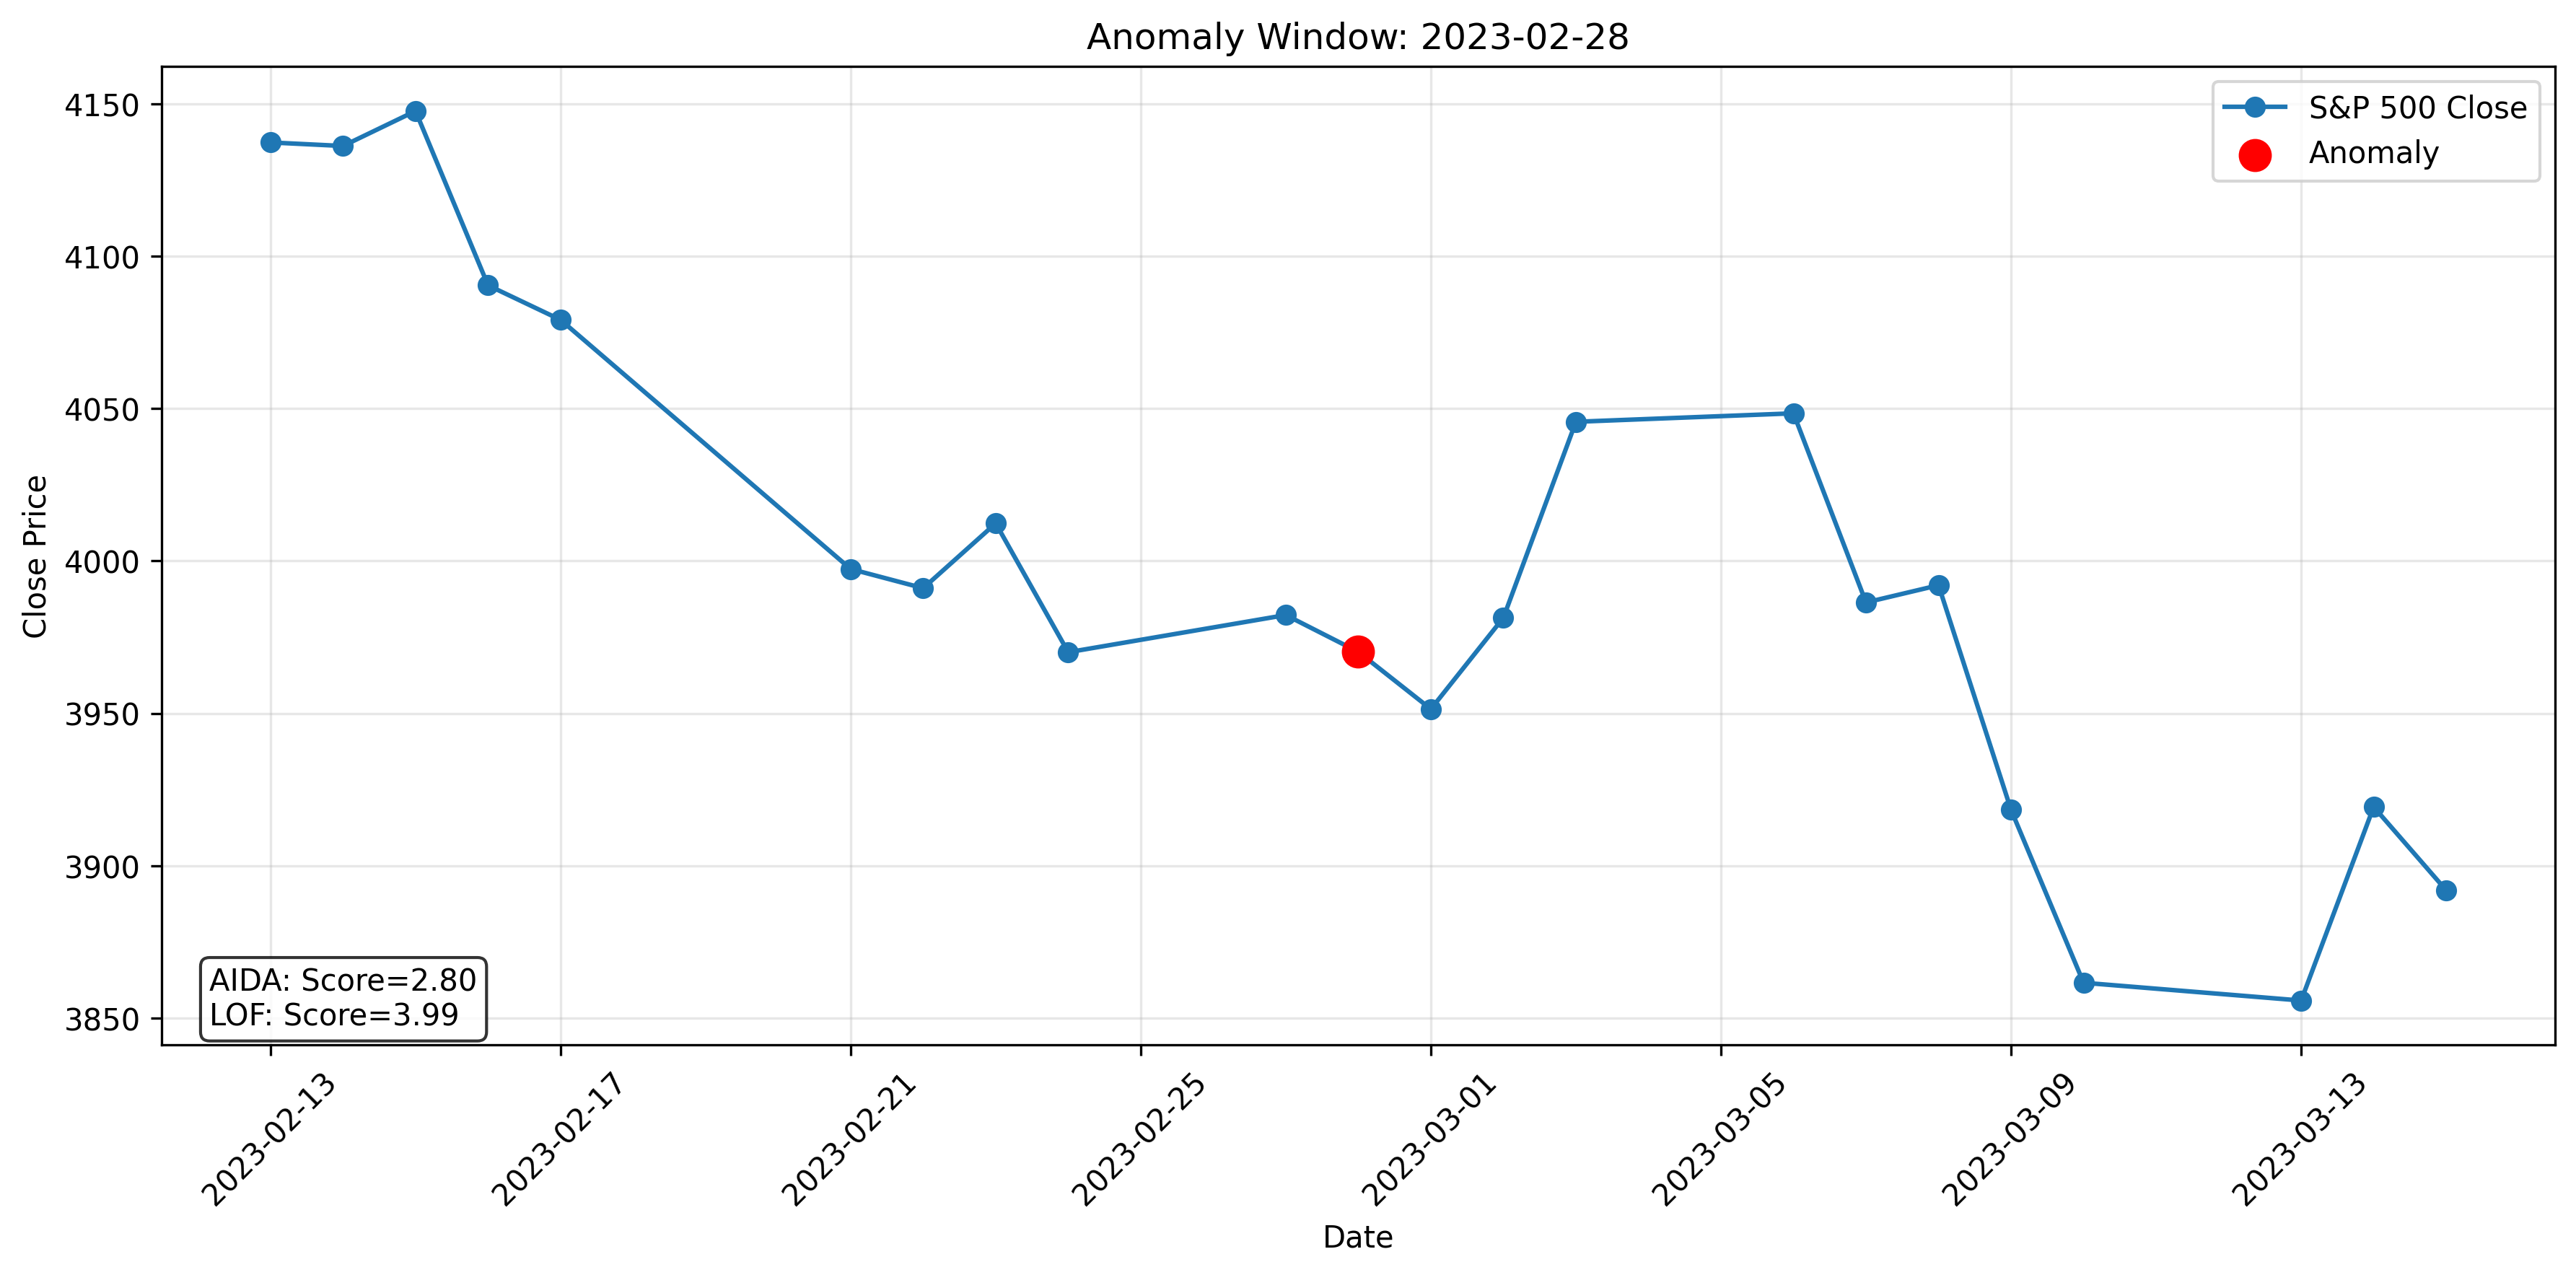 Anomaly Window: 2023-02-28
S&P 500 Close
Anomaly
Close Price
4150
4100
4050
4000
3950
3900
3850
AIDA: Score=2.80
LOF: Score=3.99
2023-02-13
2023-02-17
2023-02-21
2023-02-25
2023-03-01
2023-03-05
2023-03-09
2023-03-13
Date